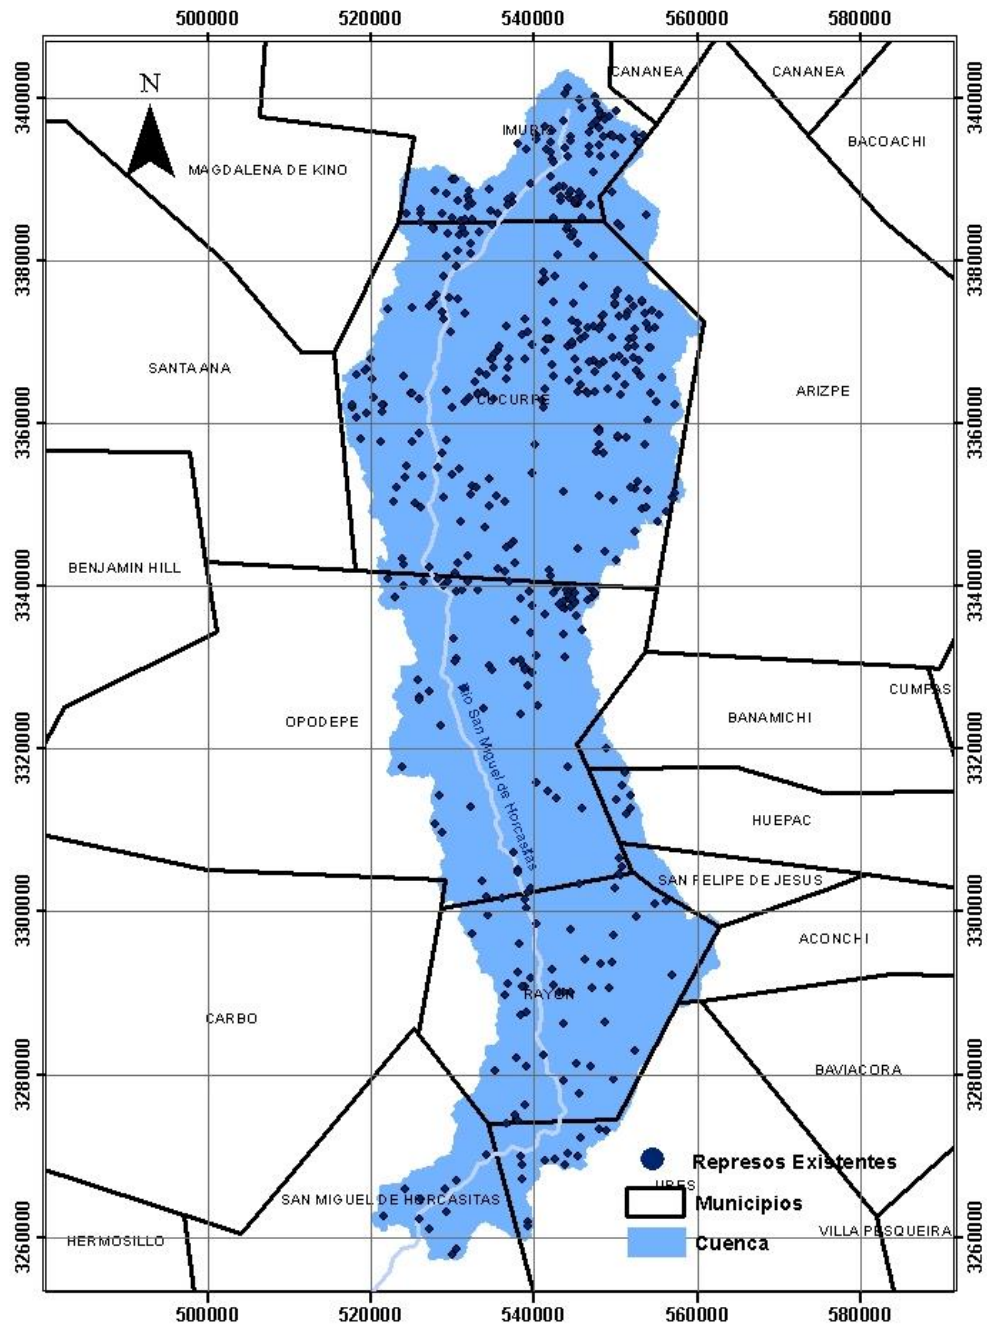 500000 520000 540000 560000 580000
3400000 3400000
N
CANANEA CANANEA
IMURIS
BACOACHI
MAGDALENA DE KINO
3380000 3380000
SANTA ANA
ARIZPE
CUCURPE
3360000 3360000
BENJAMIN HILL
3340000 3340000
CUMPAS
OPODEPE
BANAMICHI
Rio San Miguel de Horcasitas
3320000 3320000
HUEPAC
SAN FELIPE DE JESUS
3300000 3300000
ACONCHI
RAYON
CARBO
BAVIACORA
3280000 3280000
Represos Existentes
URES
SAN MIGUEL DE HORCASITAS
Municipios
VILLA PESQUEIRA
HERMOSILLO
Cuenca
3260000 3260000
500000 520000 540000 560000 580000